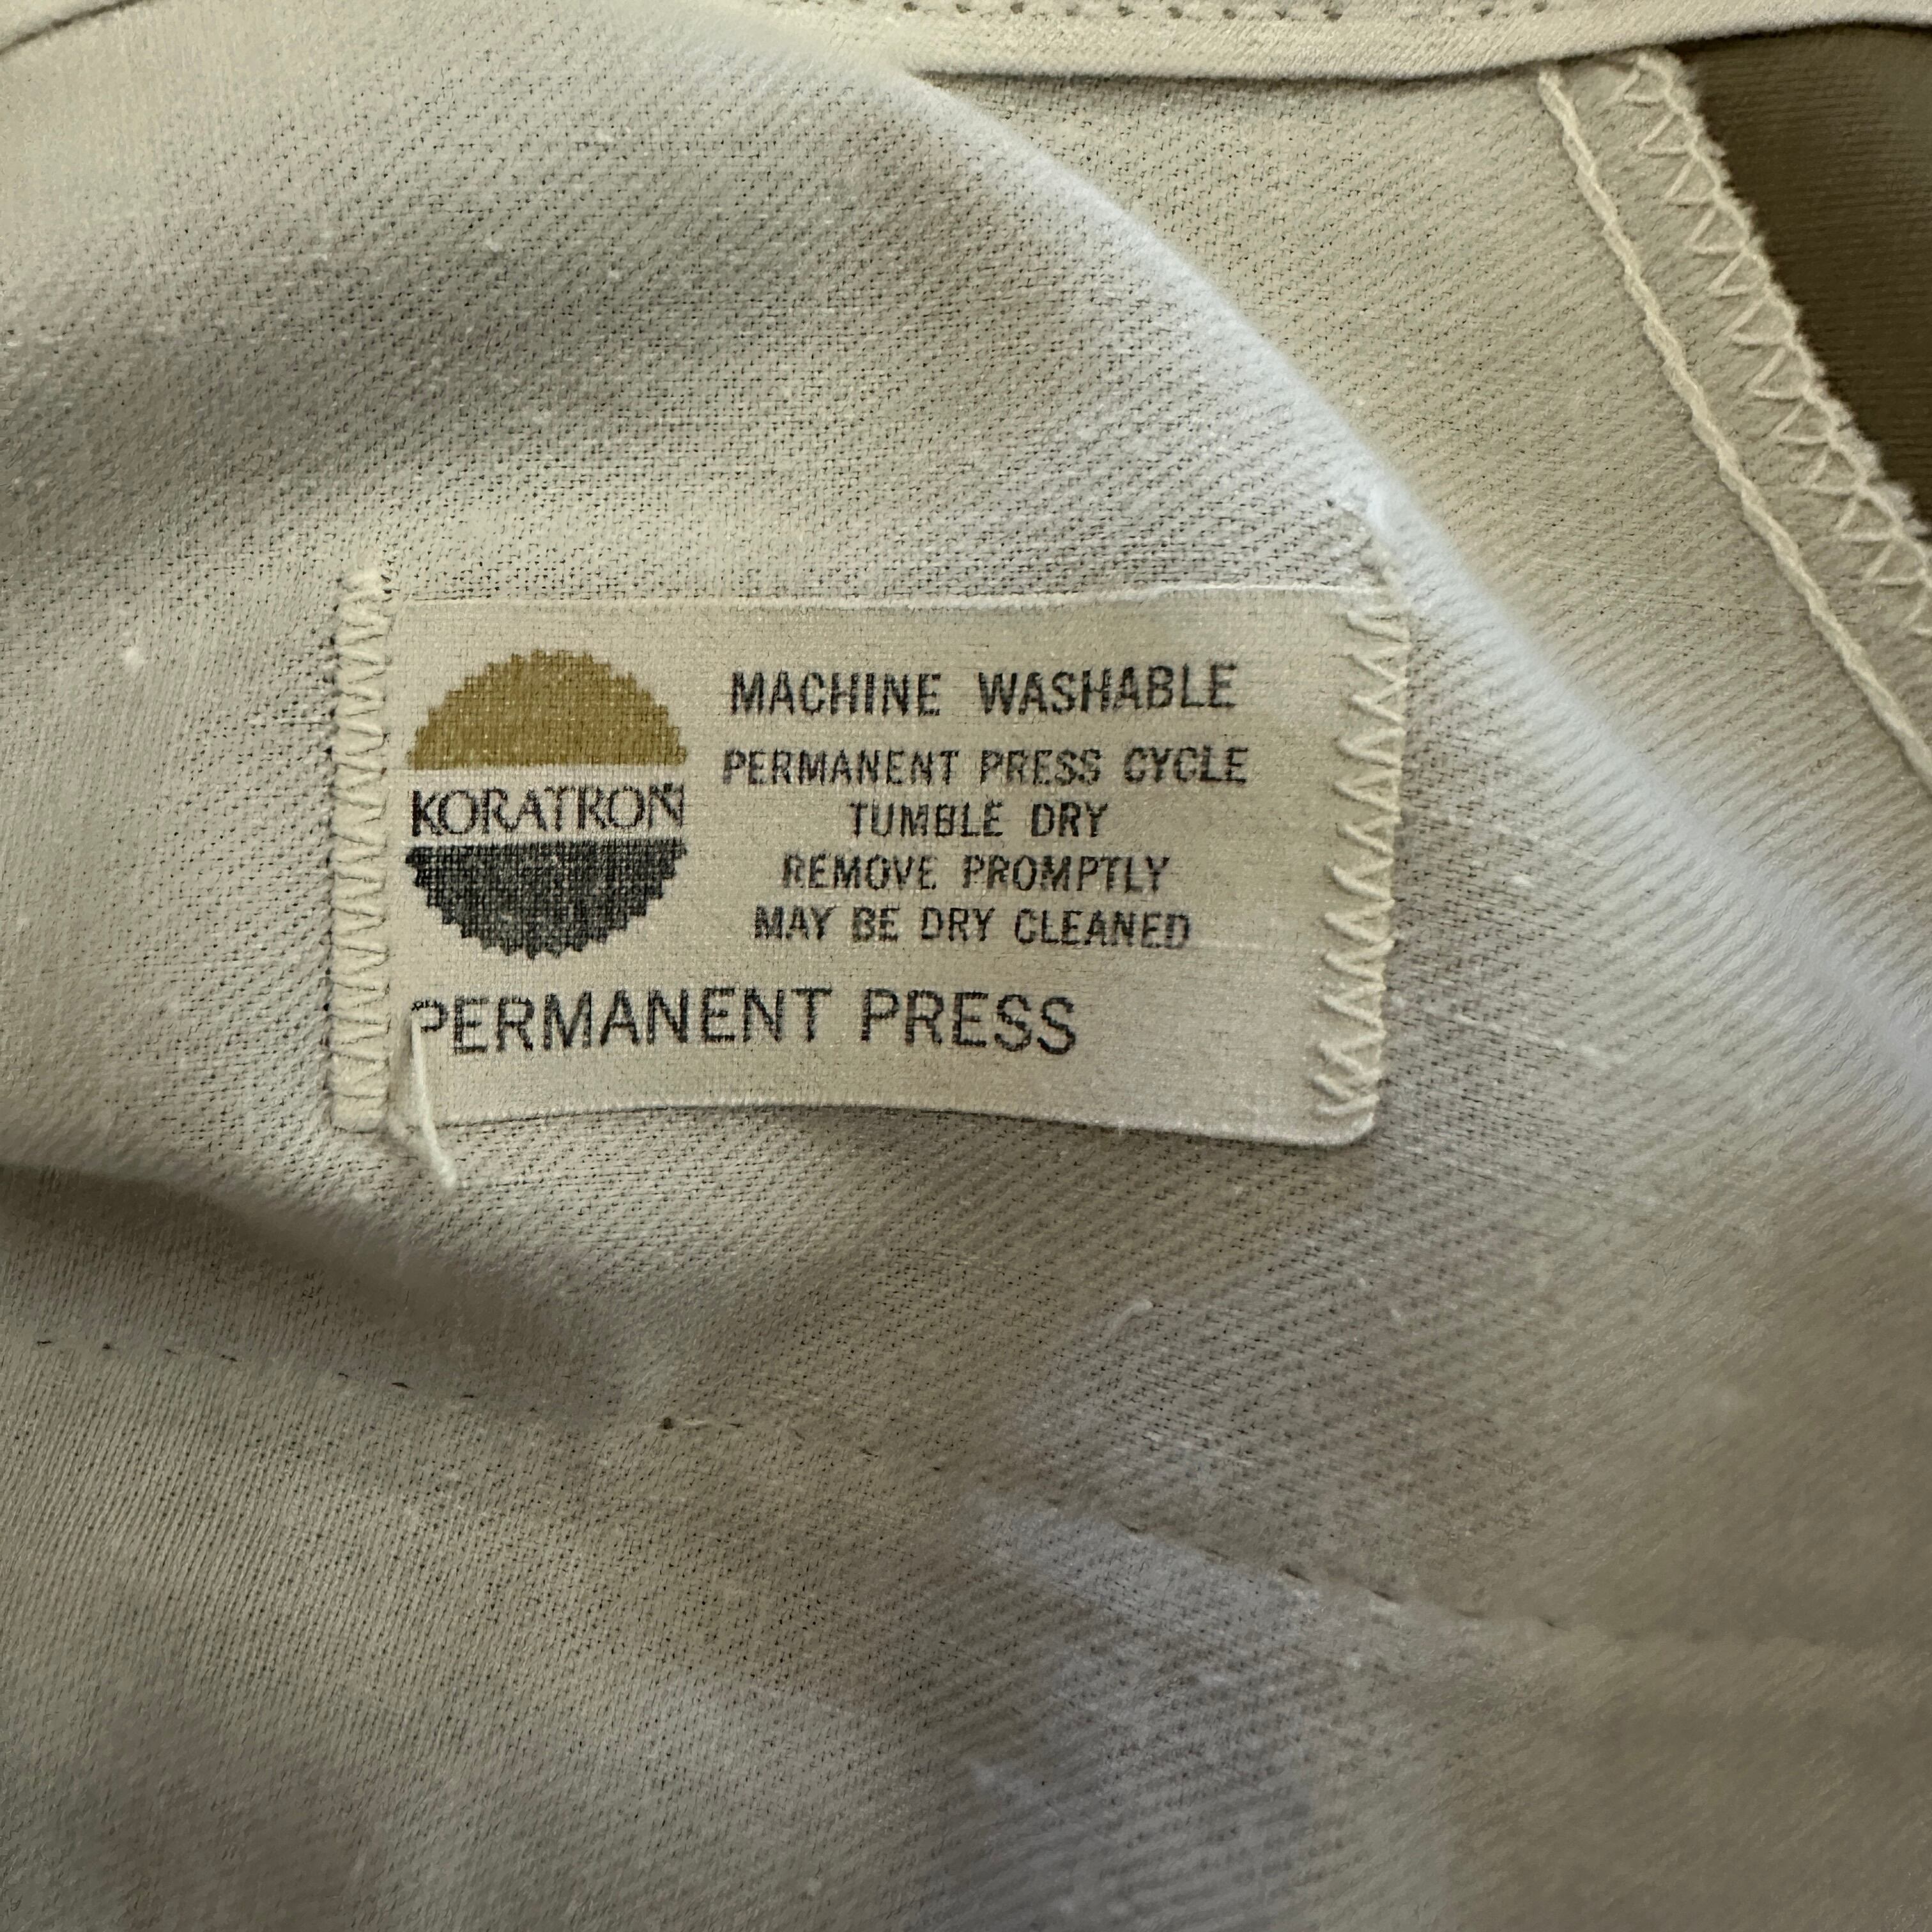 KORATRON
MACHINE WASHABLE
PERMANENT PRESS CYCLE
TUMBLE DRY
REMOVE PROMPTLY
MAY BE DRY CLEANED
PERMANENT PRESS